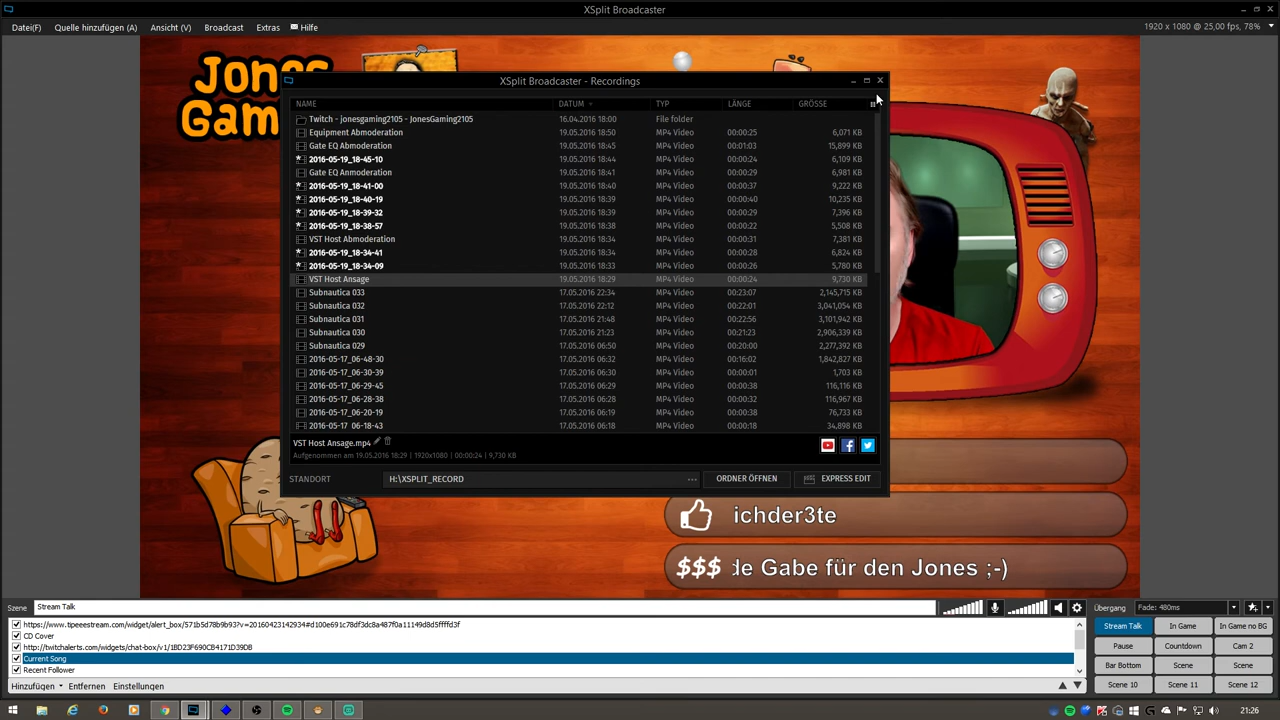 XSplit Broadcaster
Datei(F) Quelle hinzufügen (A) Ansicht (V) Broadcast Extras Hilfe 1920 x 1080 @ 25,00 fps, 78%
Jones
Gam
XSplit Broadcaster - Recordings
NAME DATUM TYP LÄNGE GRÖSSE
Twitch - jonesgaming2105 - JonesGaming2105 16.04.2016 18:00 File folder
Equipment Abmoderation 19.05.2016 18:50 MP4 Video 00:00:25 6,071 KB
Gate EQ Abmoderation 19.05.2016 18:45 MP4 Video 00:01:03 15,899 KB
2016-05-19_18-45-10 19.05.2016 18:44 MP4 Video 00:00:24 6,109 KB
Gate EQ Anmoderation 19.05.2016 18:41 MP4 Video 00:00:29 6,981 KB
2016-05-19_18-41-00 19.05.2016 18:40 MP4 Video 00:00:37 9,222 KB
2016-05-19_18-40-19 19.05.2016 18:39 MP4 Video 00:00:40 10,235 KB
2016-05-19_18-39-32 19.05.2016 18:39 MP4 Video 00:00:29 7,396 KB
2016-05-19_18-38-57 19.05.2016 18:38 MP4 Video 00:00:22 5,508 KB
VST Host Abmoderation 19.05.2016 18:34 MP4 Video 00:00:31 7,381 KB
2016-05-19_18-34-41 19.05.2016 18:34 MP4 Video 00:00:28 6,824 KB
2016-05-19_18-34-09 19.05.2016 18:33 MP4 Video 00:00:26 5,780 KB
VST Host Ansage 19.05.2016 18:29 MP4 Video 00:00:24 9,730 KB
Subnautica 033 17.05.2016 22:34 MP4 Video 00:23:07 2,145,715 KB
Subnautica 032 17.05.2016 22:12 MP4 Video 00:22:01 3,041,054 KB
Subnautica 031 17.05.2016 21:48 MP4 Video 00:22:56 3,101,942 KB
Subnautica 030 17.05.2016 21:23 MP4 Video 00:21:23 2,906,339 KB
Subnautica 029 17.05.2016 06:50 MP4 Video 00:20:00 2,277,392 KB
2016-05-17_06-48-30 17.05.2016 06:32 MP4 Video 00:16:02 1,842,827 KB
2016-05-17_06-30-39 17.05.2016 06:30 MP4 Video 00:00:01 1,703 KB
2016-05-17_06-29-45 17.05.2016 06:29 MP4 Video 00:00:38 116,116 KB
2016-05-17_06-28-38 17.05.2016 06:28 MP4 Video 00:00:32 116,967 KB
2016-05-17_06-20-19 17.05.2016 06:19 MP4 Video 00:00:38 76,733 KB
2016-05-17_06-18-43 17.05.2016 06:18 MP4 Video 00:00:18 34,898 KB
VST Host Ansage.mp4
Aufgenommen am 19.05.2016 18:29 | 1920x1080 | 00:00:24 | 9,730 KB
STANDORT H:\XSPLIT_RECORD ... ORDNER ÖFFNEN EXPRESS EDIT
ichder3te
$$$ de Gabe für den Jones ;-)
Szene Stream Talk Übergang Fade: 480ms
https://www.tipeeestream.com/widget/alert_box/571b5d78b9b93?v=20160423142934#d100e691c78df3dc8a487f0a11149d8d5ffffd3f
CD Cover
http://twitchalerts.com/widgets/chat-box/v1/1BD23F690CB4171D39DB
Current Song
Recent Follower
Stream Talk In Game In Game no BG
Pause Countdown Cam 2
Bar Bottom Scene Scene
Scene 10 Scene 11 Scene 12
Hinzufügen Entfernen Einstellungen
21:26